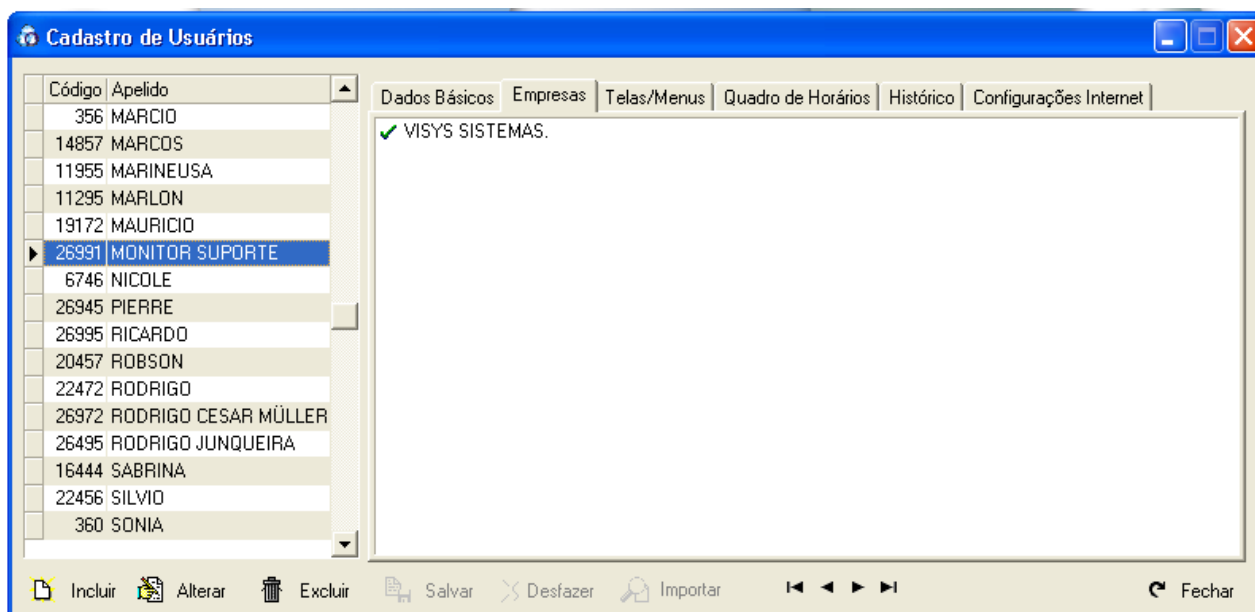 Cadastro de Usuários
Código Apelido
356 MARCIO
14857 MARCOS
11955 MARINEUSA
11295 MARLON
19172 MAURICIO
26991 MONITOR SUPORTE
6746 NICOLE
26945 PIERRE
26995 RICARDO
20457 ROBSON
22472 RODRIGO
26972 RODRIGO CESAR MÜLLER
26495 RODRIGO JUNQUEIRA
16444 SABRINA
22456 SILVIO
360 SONIA
Dados Básicos Empresas Telas/Menus Quadro de Horários Histórico Configurações Internet
VISYS SISTEMAS.
Incluir Alterar Excluir Salvar Desfazer Importar Fechar